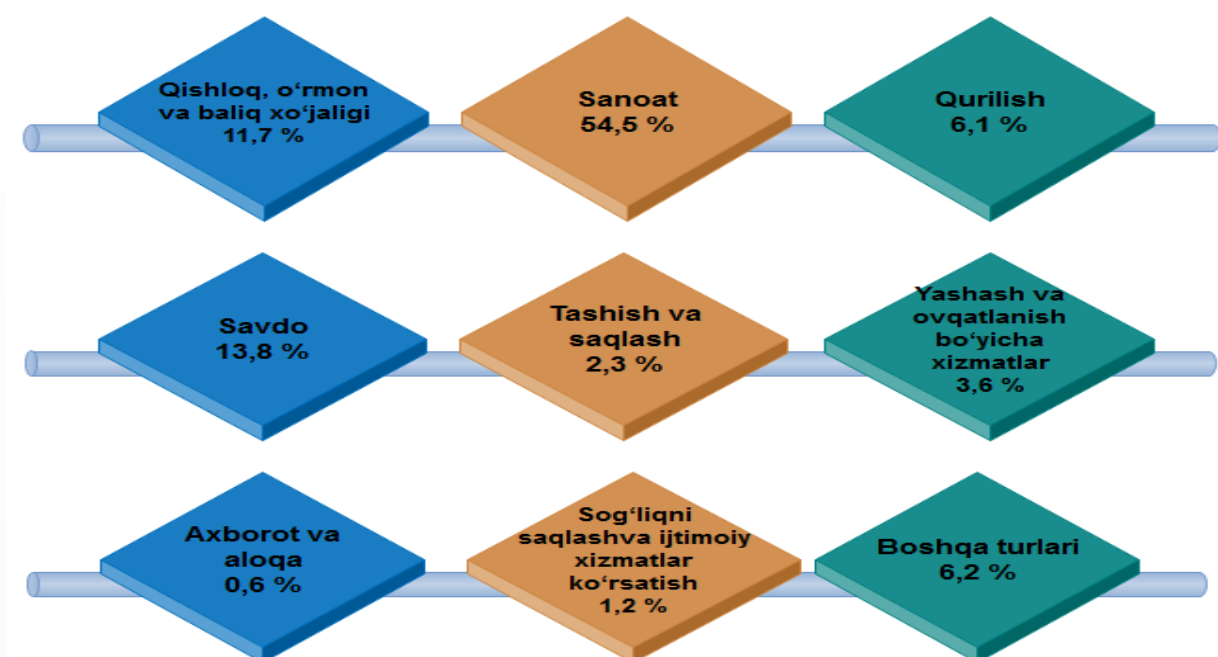 Qishloq, o‘rmon
va baliq xo‘jaligi
11,7 %
Sanoat
54,5 %
Qurilish
6,1 %
Savdo
13,8 %
Tashish va
saqlash
2,3 %
Yashash va
ovqatlanish
bo‘yicha
xizmatlar
3,6 %
Axborot va
aloqa
0,6 %
Sog‘liqni
saqlashva ijtimoiy
xizmatlar
ko‘rsatish
1,2 %
Boshqa turlari
6,2 %